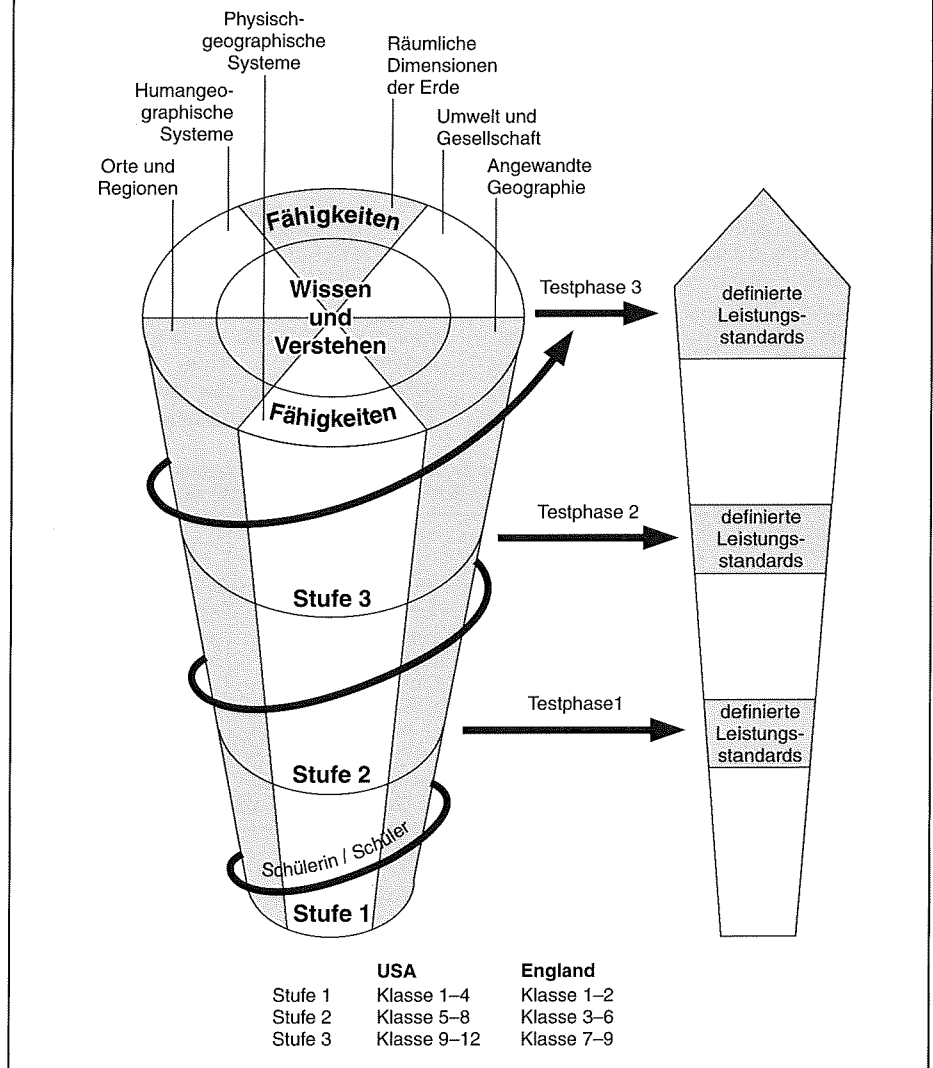 Physisch-
geographische
Systeme
Räumliche
Dimensionen
der Erde
Humangeo-
graphische
Systeme
Umwelt und
Gesellschaft
Orte und
Regionen
Angewandte
Geographie
Fähigkeiten
Wissen
und
Verstehen
Fähigkeiten
Testphase 3
definierte
Leistungs-
standards
Testphase 2
definierte
Leistungs-
standards
Stufe 3
Testphase1
definierte
Leistungs-
standards
Stufe 2
Schülerin / Schüler
Stufe 1
USA England
Stufe 1 Klasse 1–4 Klasse 1–2
Stufe 2 Klasse 5–8 Klasse 3–6
Stufe 3 Klasse 9–12 Klasse 7–9